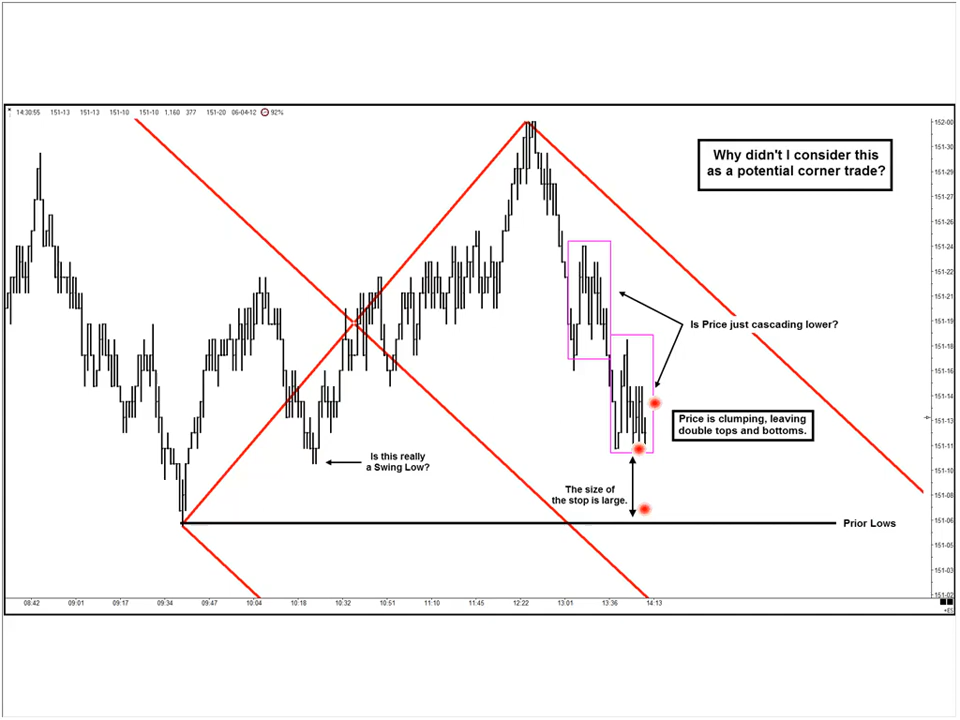 14:30:55 151-13 151-13 151-10 151-10 1,160 377 151-20 06-04-12 92%
Why didn't I consider this
as a potential corner trade?
Is Price just cascading lower?
Price is clumping, leaving
double tops and bottoms.
Is this really
a Swing Low?
The size of
the stop is large.
Prior Lows
152-00
151-30
151-29
151-27
151-26
151-24
151-22
151-21
151-19
151-18
151-16
151-14
151-13
151-11
151-10
151-08
151-06
151-05
151-03
151-02
08:42 09:01 09:17 09:34 09:47 10:04 10:18 10:32 10:51 11:10 11:45 12:22 13:01 13:36 14:13